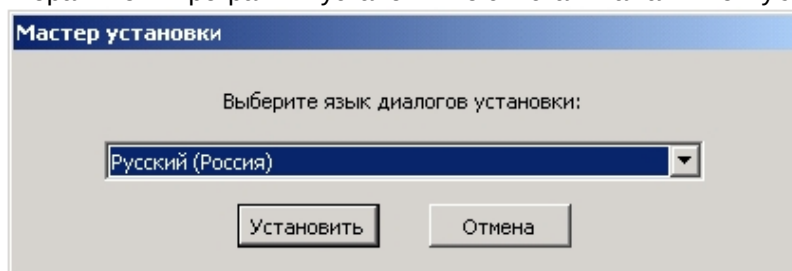 Мастер установки
Выберите язык диалогов установки:
Русский (Россия)
Установить Отмена